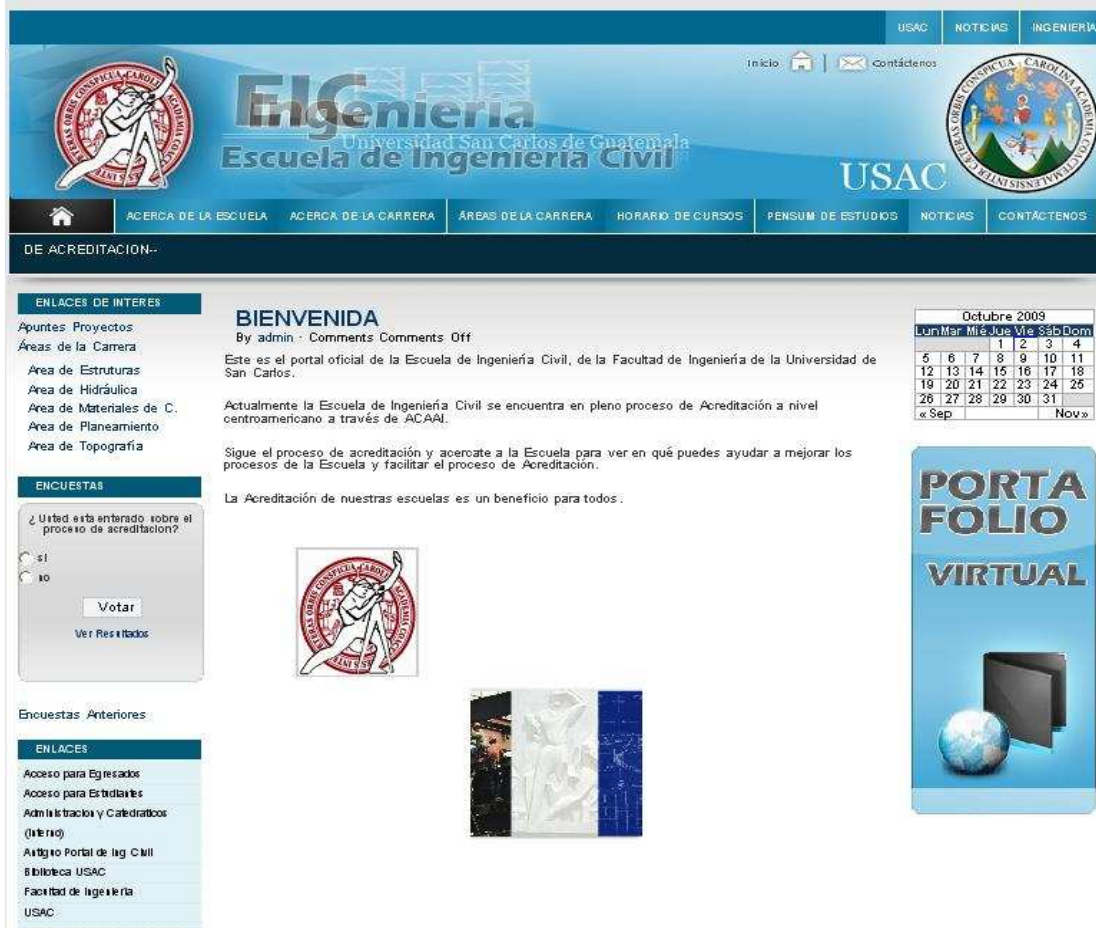 USAC NOTICIAS INGENIERÍA
Inicio | Contáctenos
EIC
Ingeniería
Universidad San Carlos de Guatemala
Escuela de Ingeniería Civil
USAC
ACERCA DE LA ESCUELA ACERCA DE LA CARRERA ÁREAS DE LA CARRERA HORARIO DE CURSOS PENSUM DE ESTUDIOS NOTICIAS CONTÁCTENOS
DE ACREDITACION--
ENLACES DE INTERES
Apuntes Proyectos
Áreas de la Carrera
Area de Estruturas
Area de Hidráulica
Area de Materiales de C.
Area de Planeamiento
Area de Topografía
ENCUESTAS
¿Usted esta enterado sobre el
proceso de acreditacion?
si
no
Votar
Ver Resultados
Encuestas Anteriores
ENLACES
Acceso para Egresados
Acceso para Estudiantes
Administracion y Catedraticos
(Interno)
Antiguo Portal de Ing Civil
Biblioteca USAC
Facultad de Ingeniería
USAC
BIENVENIDA
By admin · Comments Comments Off
Este es el portal oficial de la Escuela de Ingeniería Civil, de la Facultad de Ingeniería de la Universidad de
San Carlos.
Actualmente la Escuela de Ingeniería Civil se encuentra en pleno proceso de Acreditación a nivel
centroamericano a través de ACAAI.
Sigue el proceso de acreditación y acercate a la Escuela para ver en qué puedes ayudar a mejorar los
procesos de la Escuela y facilitar el proceso de Acreditación.
La Acreditación de nuestras escuelas es un beneficio para todos.
Octubre 2009
Lun Mar Mié Jue Vie Sáb Dom
1 2 3 4
5 6 7 8 9 10 11
12 13 14 15 16 17 18
19 20 21 22 23 24 25
26 27 28 29 30 31
« Sep Nov »
PORTA
FOLIO
VIRTUAL